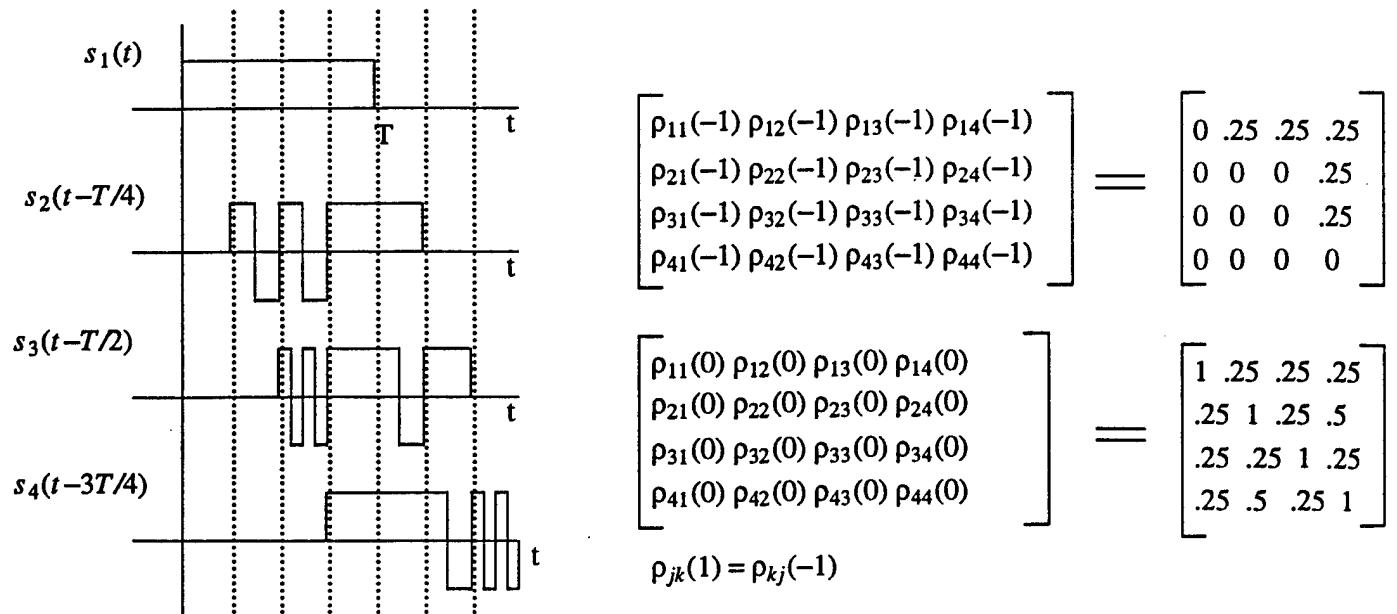 s1(t)
t
T
s2(t−T/4)
t
s3(t−T/2)
t
s4(t−3T/4)
t
ρ11(−1) ρ12(−1) ρ13(−1) ρ14(−1)
ρ21(−1) ρ22(−1) ρ23(−1) ρ24(−1)
ρ31(−1) ρ32(−1) ρ33(−1) ρ34(−1)
ρ41(−1) ρ42(−1) ρ43(−1) ρ44(−1)
=
0 .25 .25 .25
0 0 0 .25
0 0 0 .25
0 0 0 0
ρ11(0) ρ12(0) ρ13(0) ρ14(0)
ρ21(0) ρ22(0) ρ23(0) ρ24(0)
ρ31(0) ρ32(0) ρ33(0) ρ34(0)
ρ41(0) ρ42(0) ρ43(0) ρ44(0)
=
1 .25 .25 .25
.25 1 .25 .5
.25 .25 1 .25
.25 .5 .25 1
ρjk(1) = ρkj(−1)